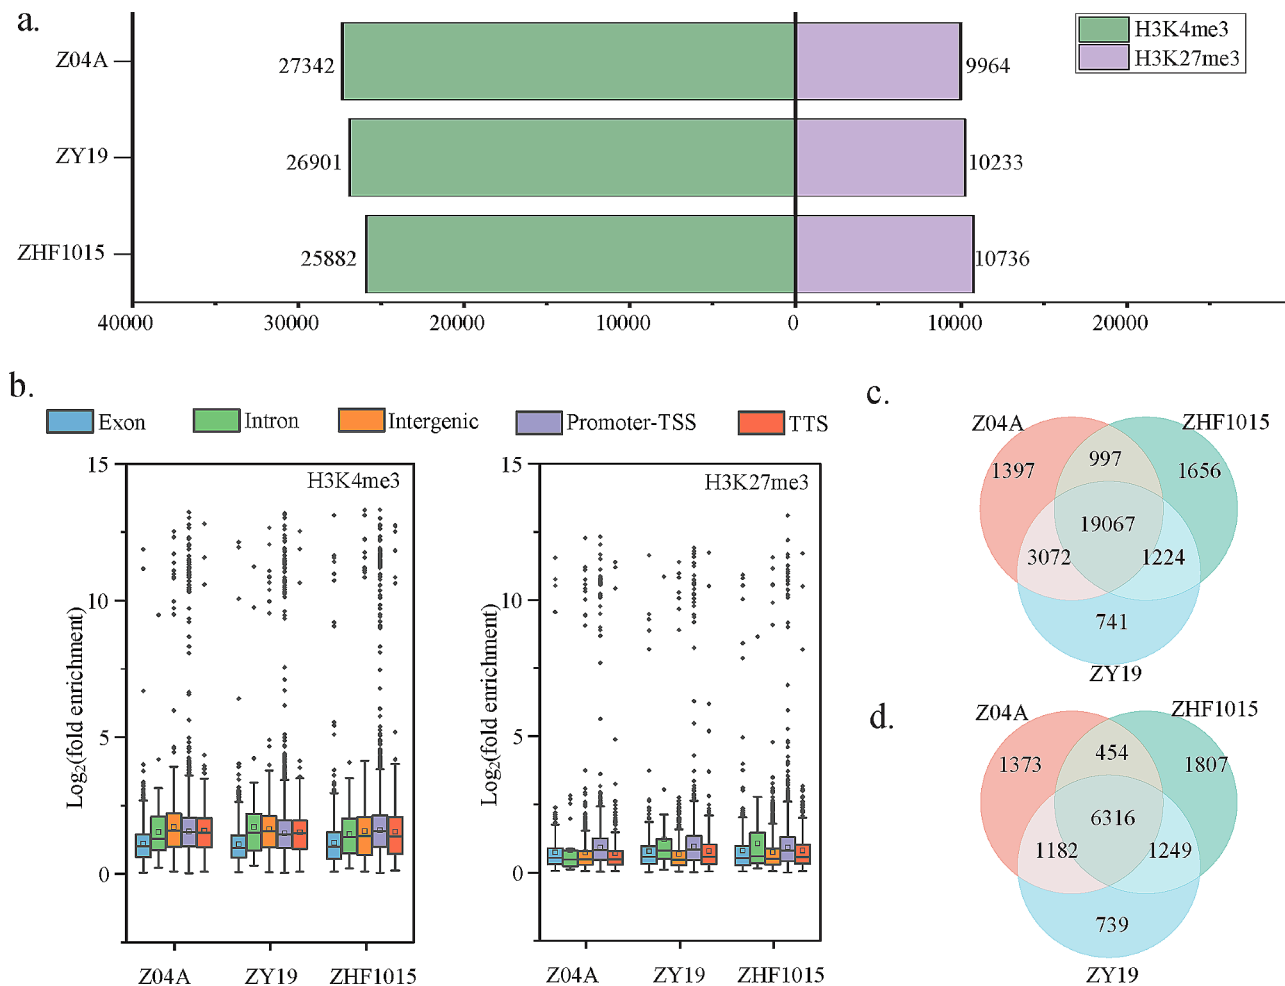 a.
H3K4me3
H3K27me3
Z04A
27342
9964
ZY19
26901
10233
ZHF1015
25882
10736
40000 30000 20000 10000 0 10000 20000
b.
Exon Intron Intergenic Promoter-TSS TTS
Log2(fold enrichment)
15
10
5
0
H3K4me3
Z04A ZY19 ZHF1015
Log2(fold enrichment)
15
10
5
0
H3K27me3
Z04A ZY19 ZHF1015
c.
Z04A ZHF1015
1397 997 1656
19067
3072 1224
741
ZY19
d.
Z04A ZHF1015
1373 454 1807
6316
1182 1249
739
ZY19